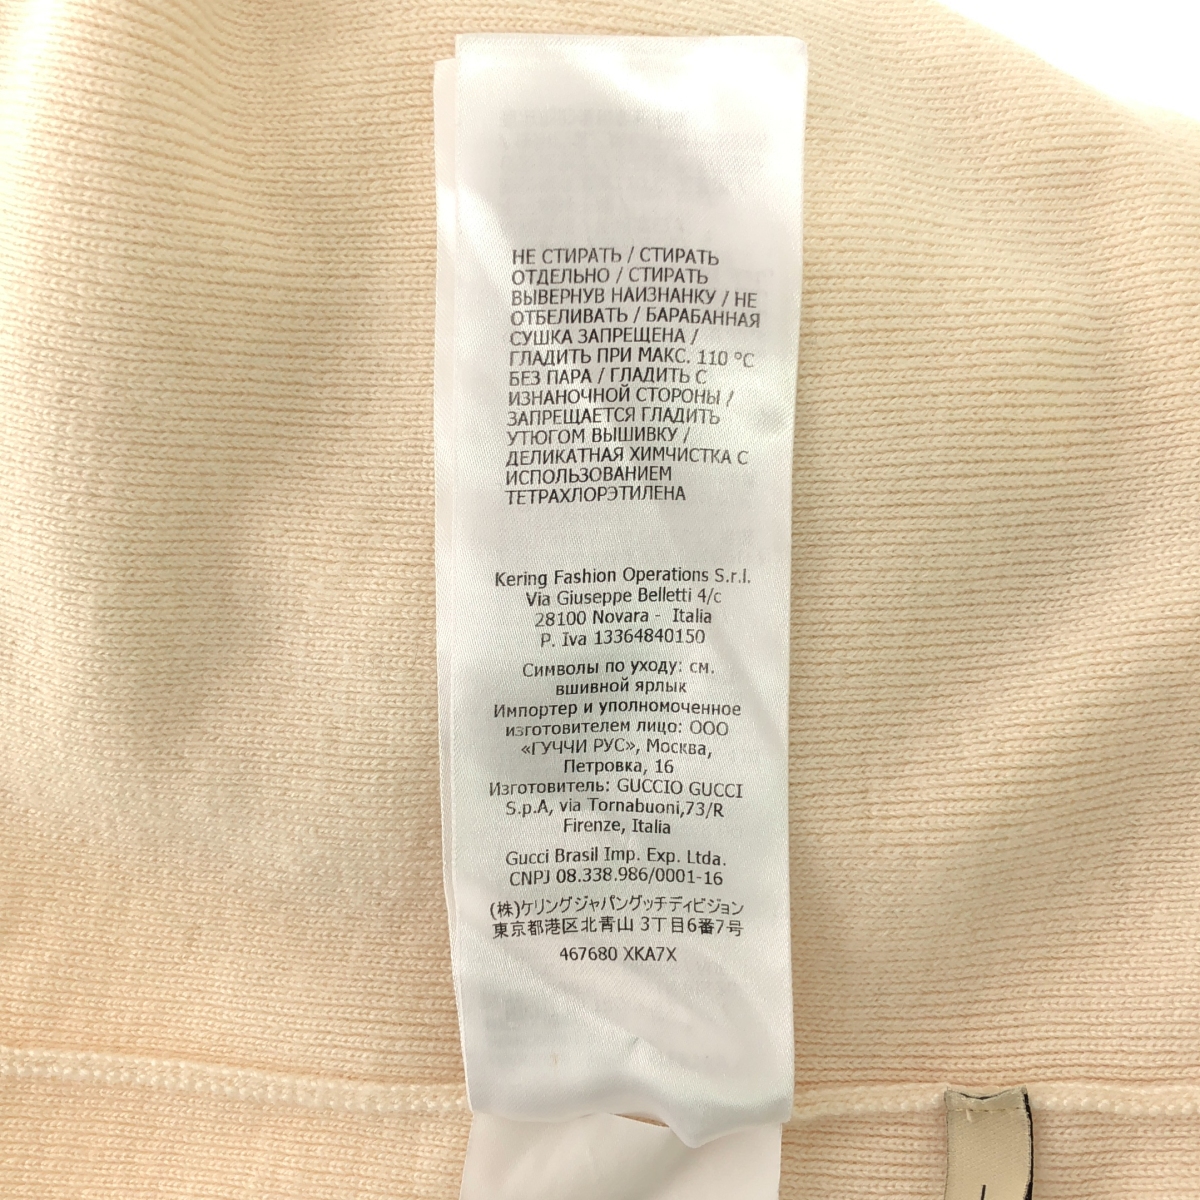 НЕ СТИРАТЬ / СТИРАТЬ
ОТДЕЛЬНО / СТИРАТЬ
ВЫВЕРНУВ НАИЗНАНКУ / НЕ
ОТБЕЛИВАТЬ / БАРАБАННАЯ
СУШКА ЗАПРЕЩЕНА /
ГЛАДИТЬ ПРИ МАКС. 110 °C
БЕЗ ПАРА / ГЛАДИТЬ С
ИЗНАНОЧНОЙ СТОРОНЫ /
ЗАПРЕЩАЕТСЯ ГЛАДИТЬ
УТЮГОМ ВЫШИВКУ /
ДЕЛИКАТНАЯ ХИМЧИСТКА С
ИСПОЛЬЗОВАНИЕМ
ТЕТРАХЛОРЭТИЛЕНА
Kering Fashion Operations S.r.l.
Via Giuseppe Belletti 4/c
28100 Novara - Italia
P. Iva 13364840150
Символы по уходу: см.
вшивной ярлык
Импортер и уполномоченное
изготовителем лицо: ООО
«ГУЧЧИ РУС», Москва,
Петровка, 16
Изготовитель: GUCCIO GUCCI
S.p.A, via Tornabuoni,73/R
Firenze, Italia
Gucci Brasil Imp. Exp. Ltda.
CNPJ 08.338.986/0001-16
(株)ケリングジャパングッチディビジョン
東京都港区北青山 3丁目6番7号
467680 XKA7X